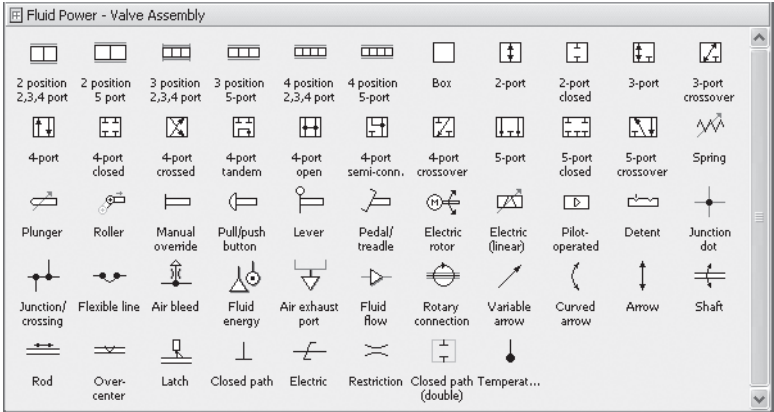 Fluid Power - Valve Assembly
2 position 2 position 3 position 3 position 4 position 4 position Box 2-port 2-port 3-port 3-port
2,3,4 port 5 port 2,3,4 port 5-port 2,3,4 port 5-port closed crossover
4-port 4-port 4-port 4-port 4-port 4-port 4-port 5-port 5-port 5-port Spring
closed crossed tandem open semi-conn. crossover closed crossover
Plunger Roller Manual Pull/push Lever Pedal/ Electric Electric Pilot- Detent Junction
override button treadle rotor (linear) operated dot
M
Junction/ Flexible line Air bleed Fluid Air exhaust Fluid Rotary Variable Curved Arrow Shaft
crossing energy port flow connection arrow arrow
Rod Over- Latch Closed path Electric Restriction Closed path Temperat...
center (double)